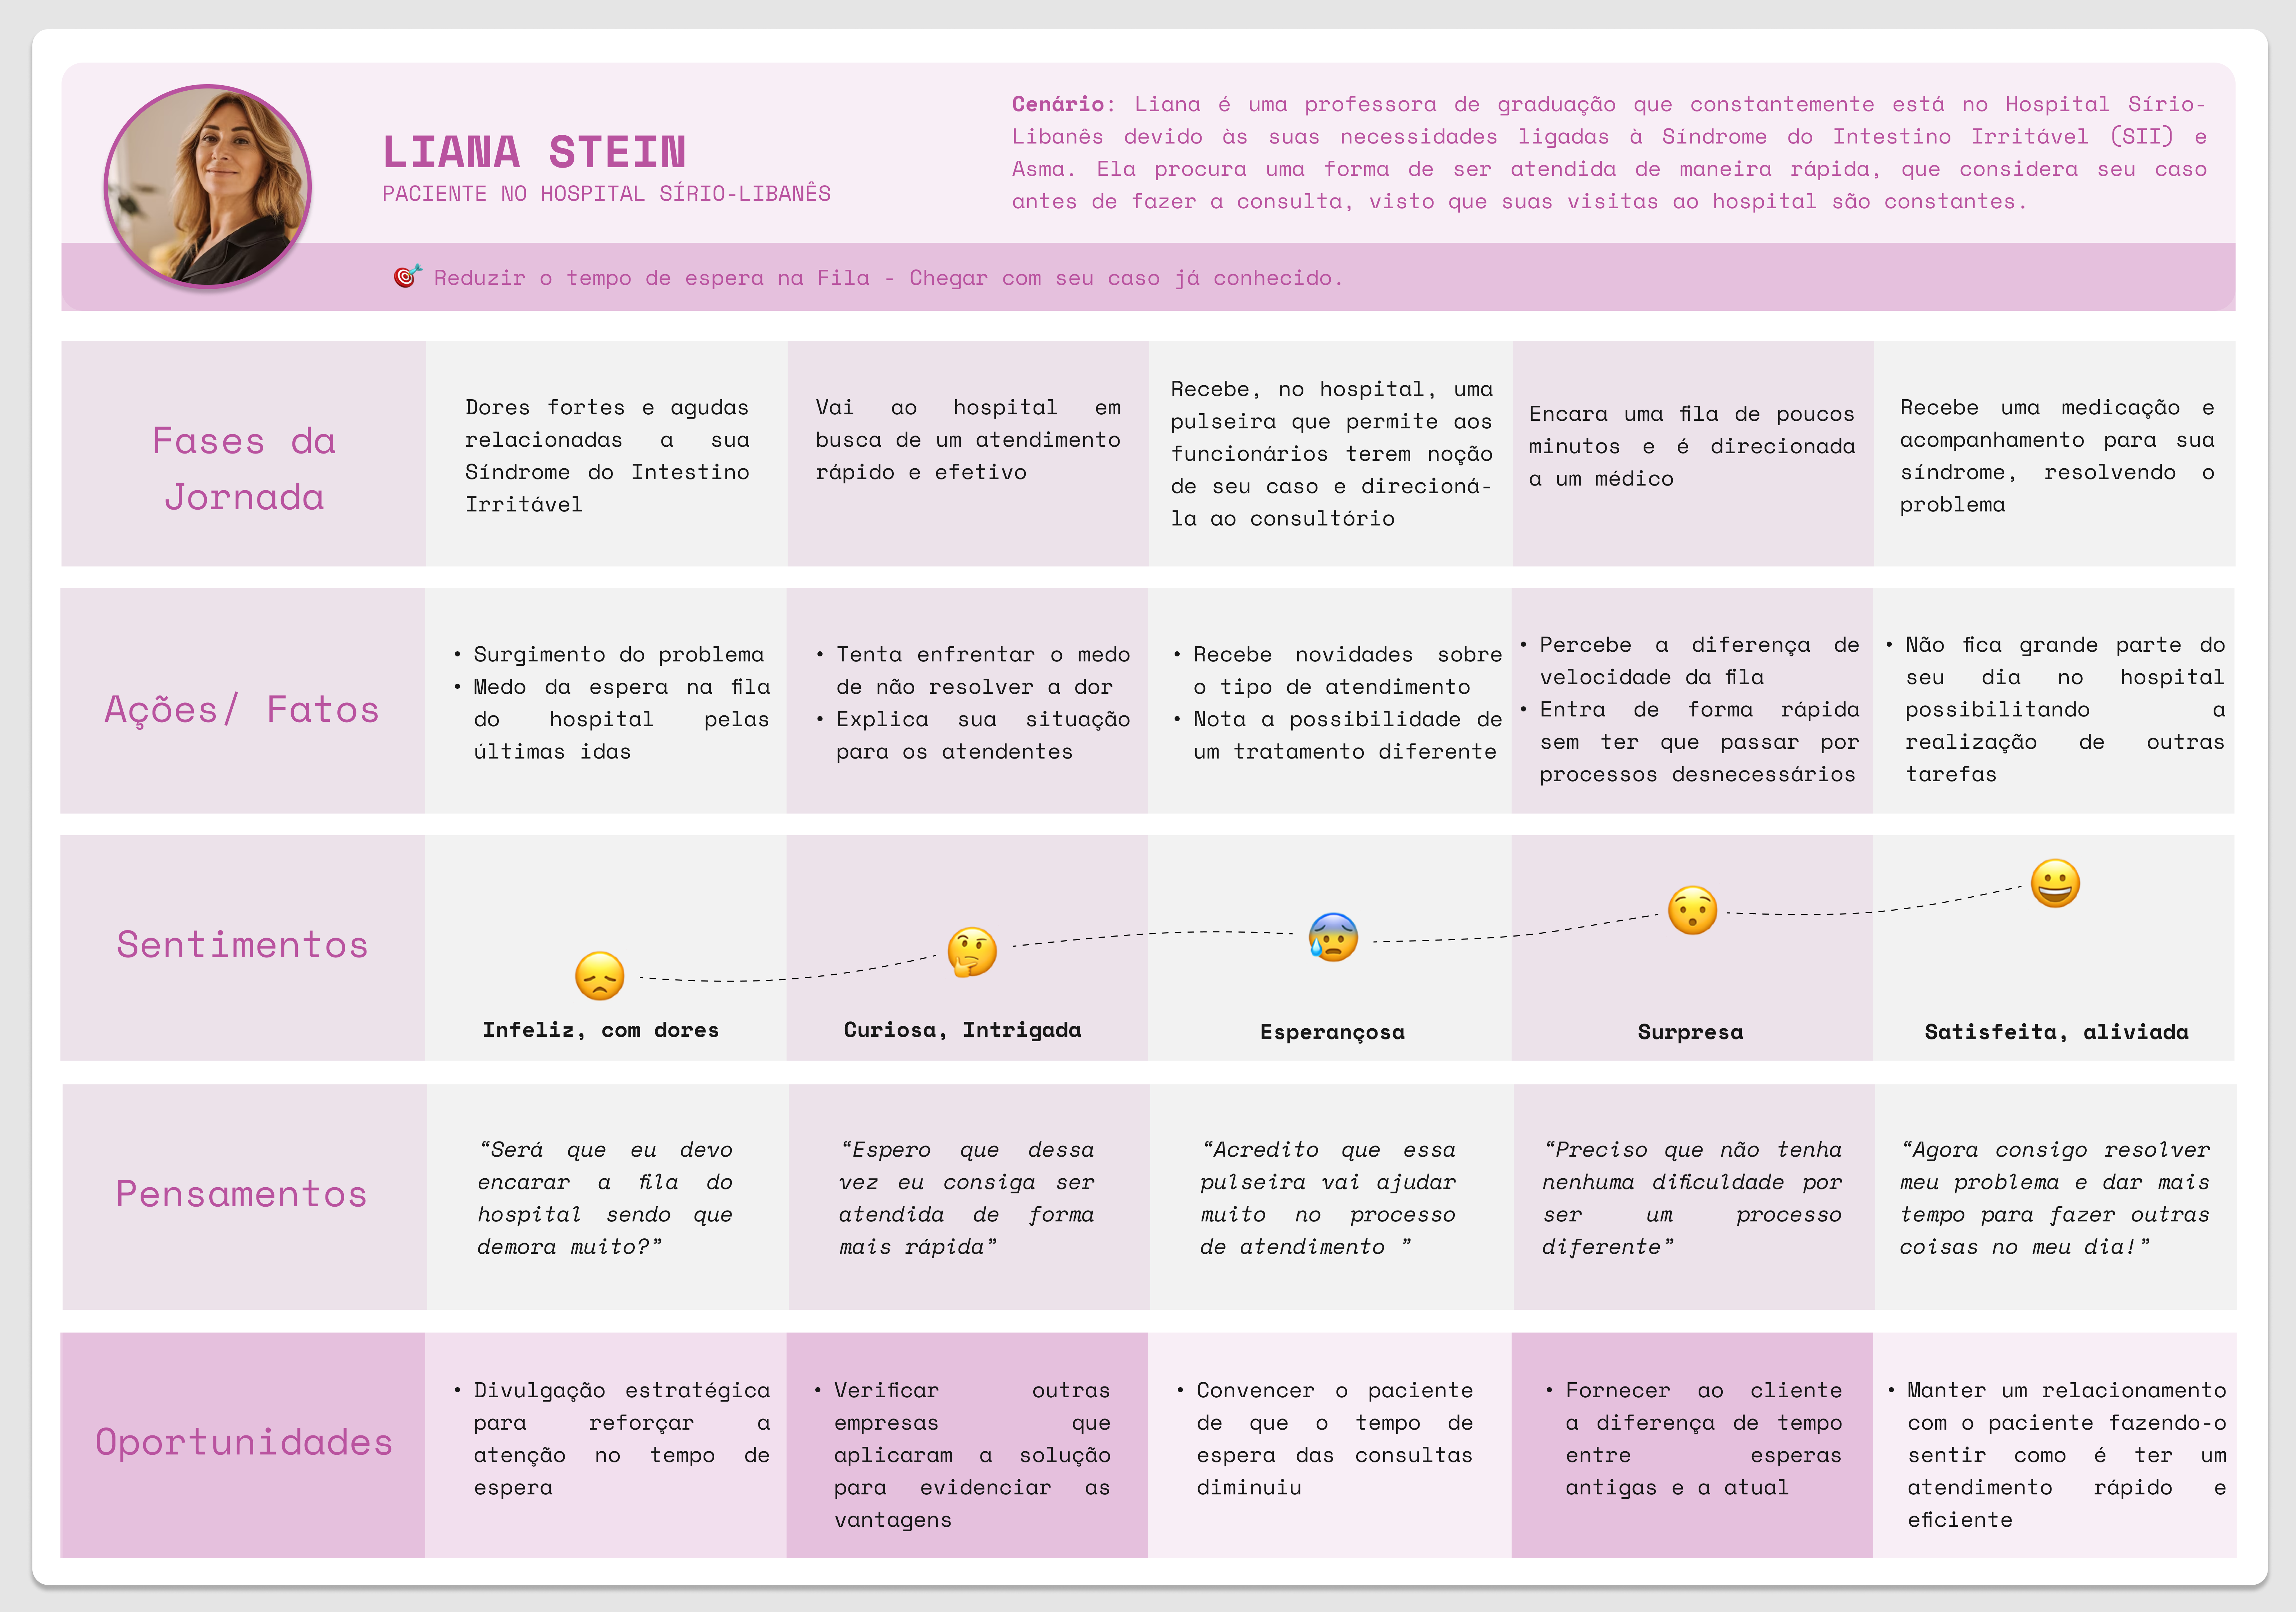 LIANA STEIN
PACIENTE NO HOSPITAL SÍRIO-LIBANÊS
Cenário: Liana é uma professora de graduação que constantemente está no Hospital Sírio-
Libanês devido às suas necessidades ligadas à Síndrome do Intestino Irritável (SII) e
Asma. Ela procura uma forma de ser atendida de maneira rápida, que considera seu caso
antes de fazer a consulta, visto que suas visitas ao hospital são constantes.
Reduzir o tempo de espera na Fila - Chegar com seu caso já conhecido.
Fases da
Jornada
Dores fortes e agudas
relacionadas a sua
Síndrome do Intestino
Irritável
Vai ao hospital em
busca de um atendimento
rápido e efetivo
Recebe, no hospital, uma
pulseira que permite aos
funcionários terem noção
de seu caso e direcioná-
la ao consultório
Encara uma fila de poucos
minutos e é direcionada
a um médico
Recebe uma medicação e
acompanhamento para sua
síndrome, resolvendo o
problema
Ações/ Fatos
• Surgimento do problema
• Medo da espera na fila
do hospital pelas
últimas idas
• Tenta enfrentar o medo
de não resolver a dor
• Explica sua situação
para os atendentes
• Recebe novidades sobre
o tipo de atendimento
• Nota a possibilidade de
um tratamento diferente
• Percebe a diferença de
velocidade da fila
• Entra de forma rápida
sem ter que passar por
processos desnecessários
• Não fica grande parte do
seu dia no hospital
possibilitando a
realização de outras
tarefas
Sentimentos
Infeliz, com dores
Curiosa, Intrigada
Esperançosa
Surpresa
Satisfeita, aliviada
Pensamentos
“Será que eu devo
encarar a fila do
hospital sendo que
demora muito?”
“Espero que dessa
vez eu consiga ser
atendida de forma
mais rápida”
“Acredito que essa
pulseira vai ajudar
muito no processo
de atendimento ”
“Preciso que não tenha
nenhuma dificuldade por
ser um processo
diferente”
“Agora consigo resolver
meu problema e dar mais
tempo para fazer outras
coisas no meu dia!”
Oportunidades
• Divulgação estratégica
para reforçar a
atenção no tempo de
espera
• Verificar outras
empresas que
aplicaram a solução
para evidenciar as
vantagens
• Convencer o paciente
de que o tempo de
espera das consultas
diminuiu
• Fornecer ao cliente
a diferença de tempo
entre esperas
antigas e a atual
• Manter um relacionamento
com o paciente fazendo-o
sentir como é ter um
atendimento rápido e
eficiente